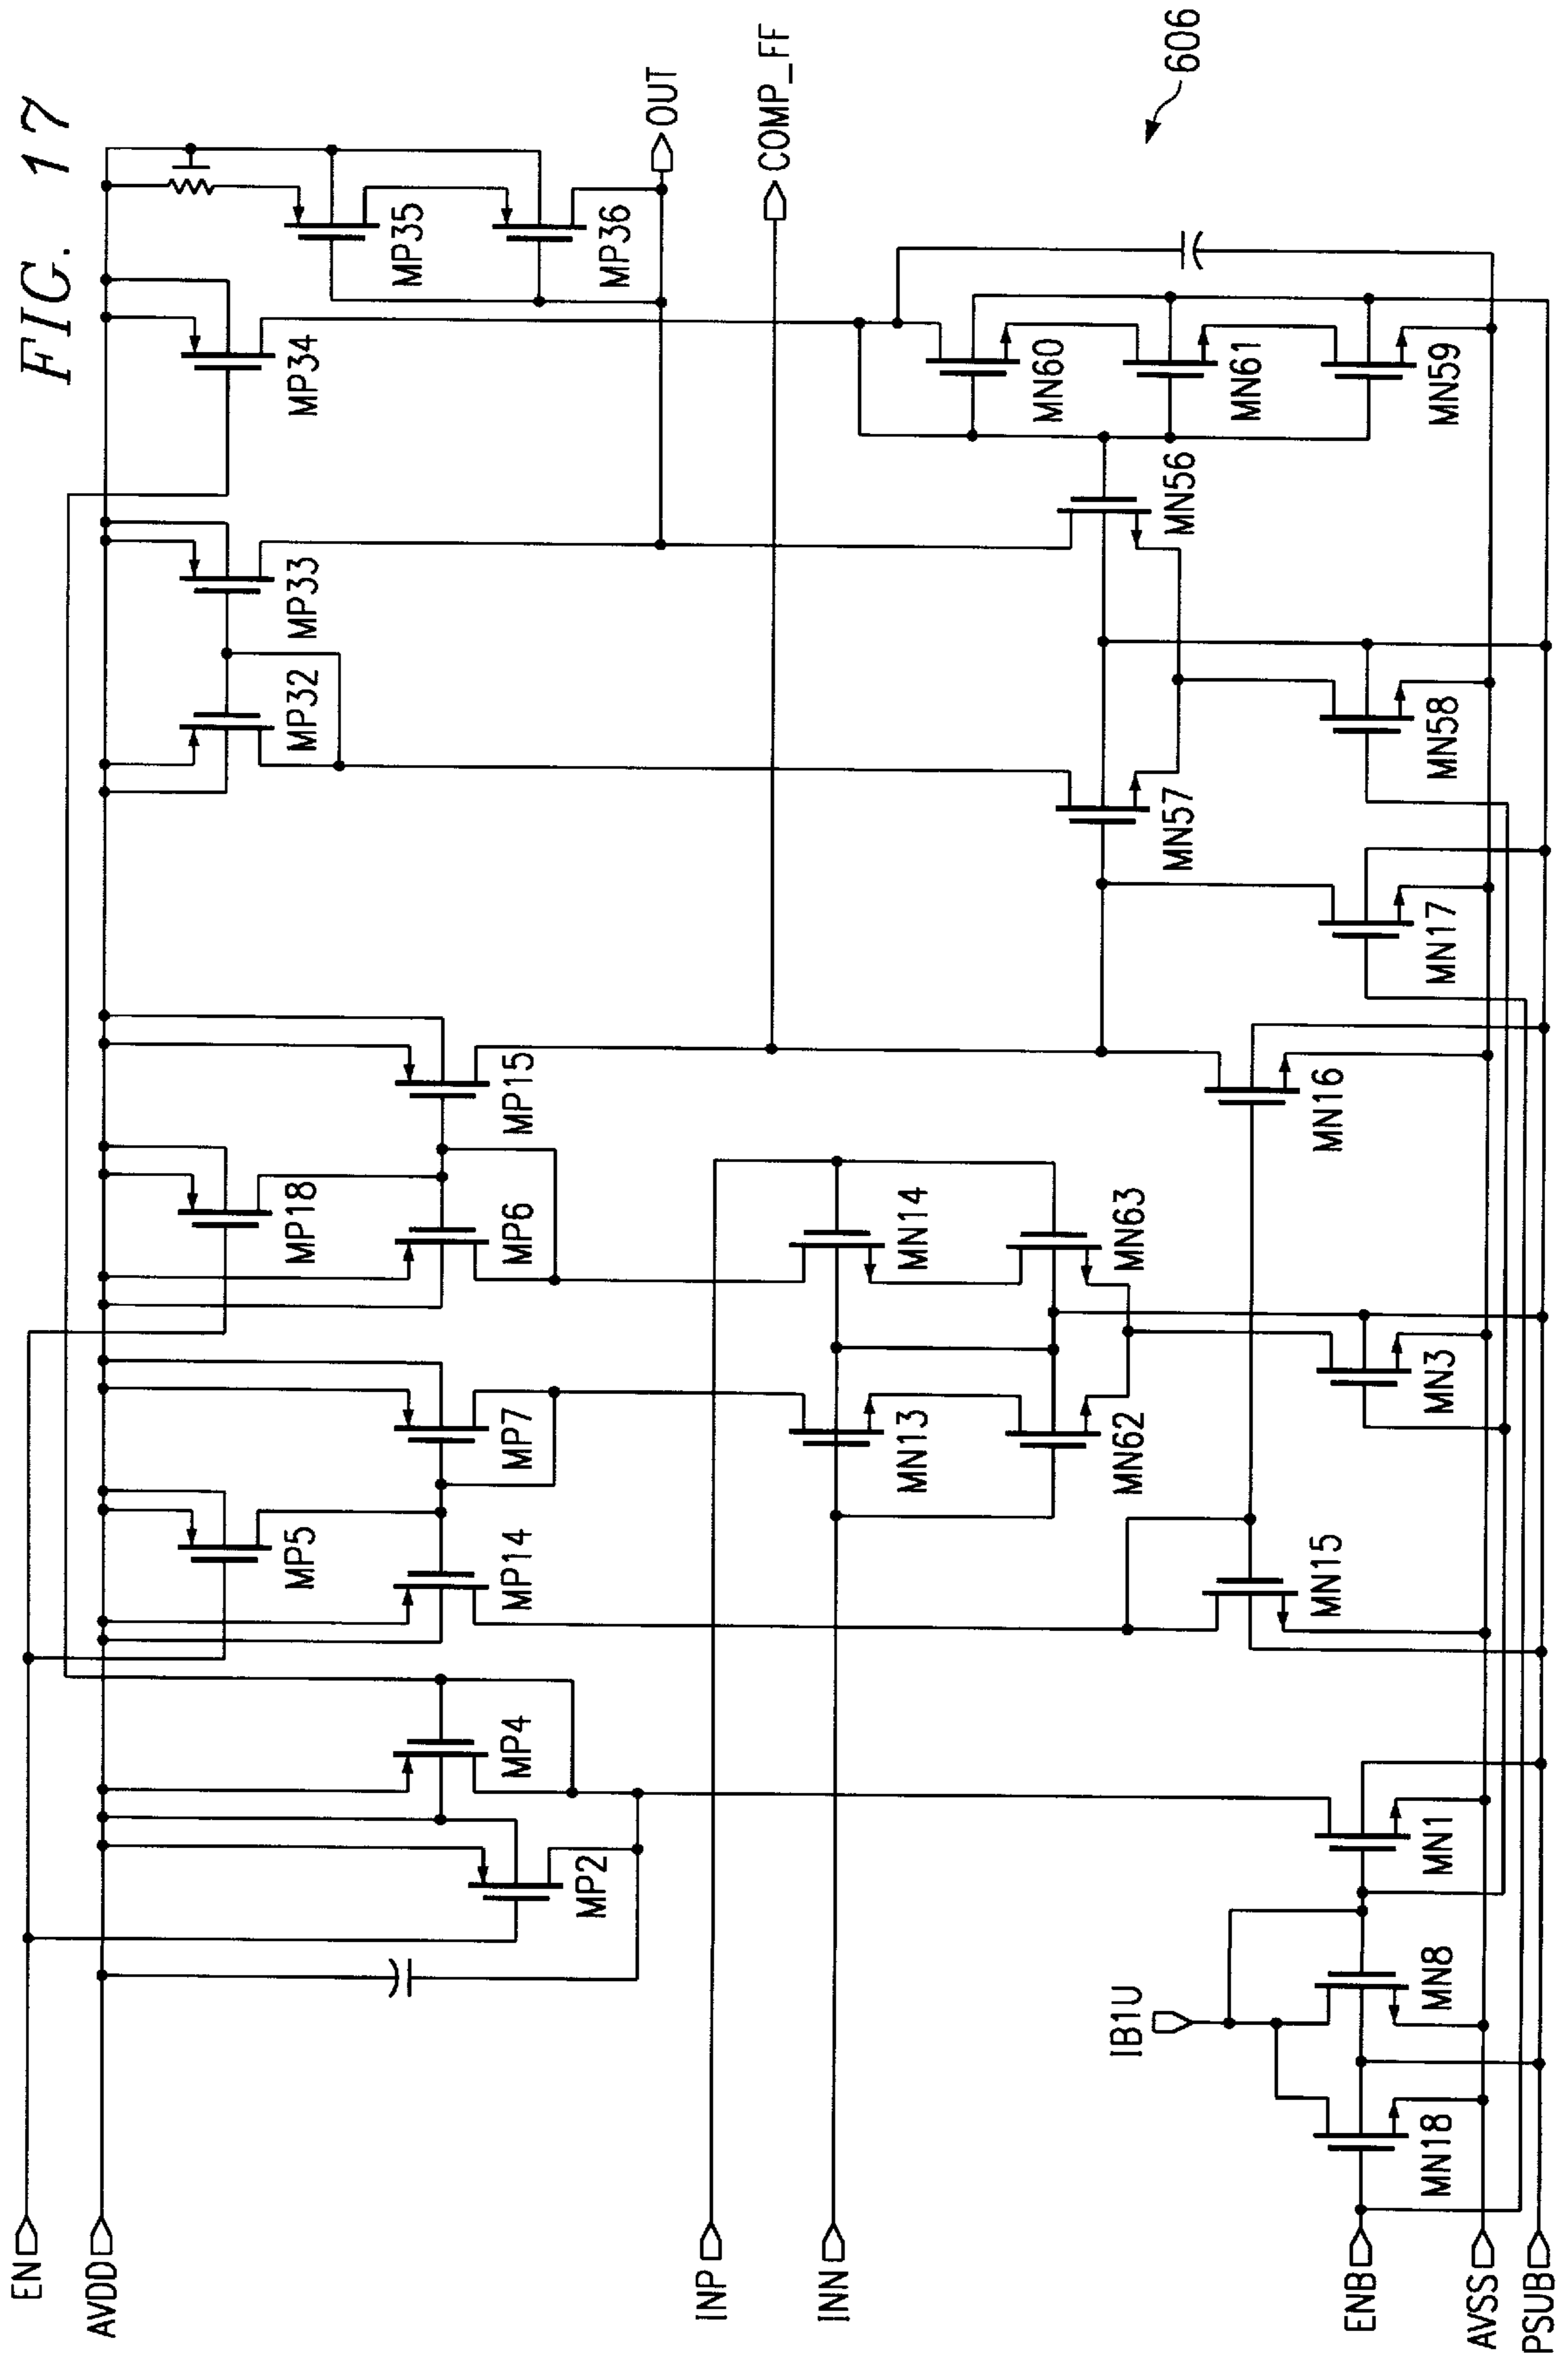 FIG. 17
606
EN
AVDD
INP
INN
ENB
AVSS
PSUB
IB1U
OUT
COMP_FF
MP2
MP4
MP5
MP14
MP7
MP18
MP6
MP15
MP32
MP33
MP34
MP35
MP36
MN18
MN8
MN1
MN15
MN13
MN14
MN62
MN63
MN3
MN16
MN17
MN57
MN56
MN58
MN60
MN61
MN59